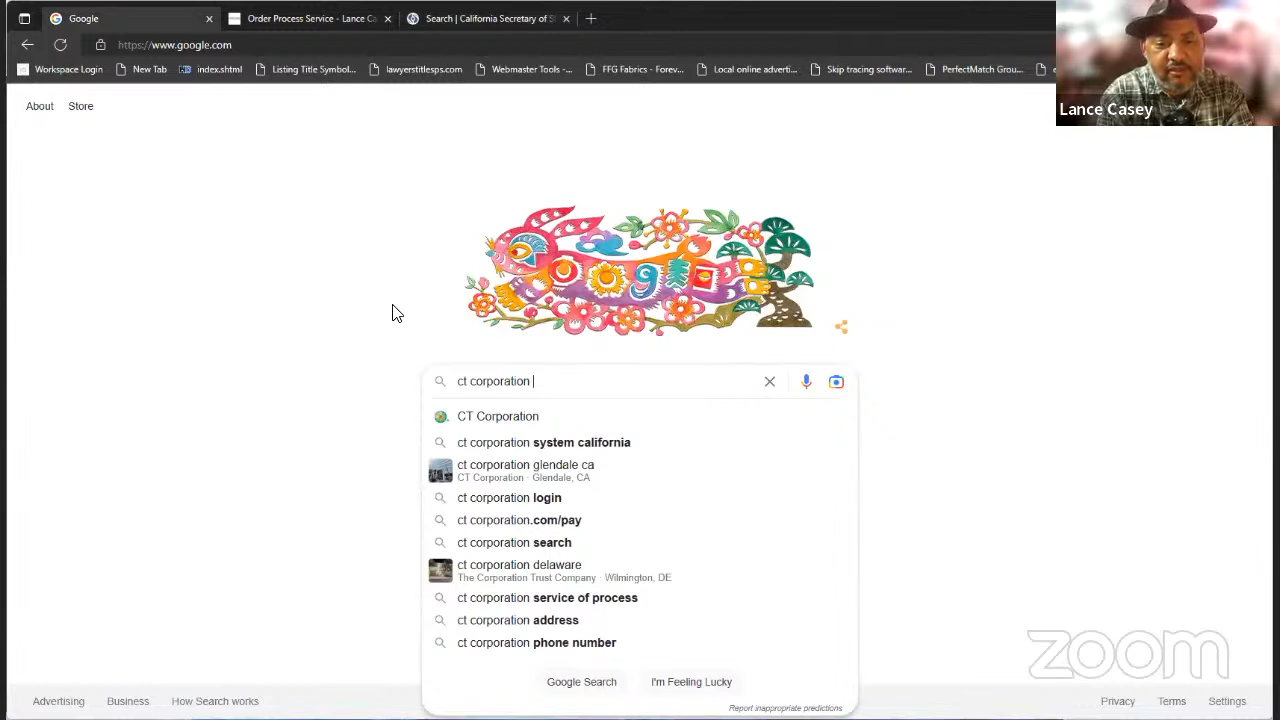 Google
Order Process Service - Lance Ca
Search | California Secretary of St
https://www.google.com
Workspace Login
New Tab
index.shtml
Listing Title Symbol...
lawyerstitlesps.com
Webmaster Tools -...
FFG Fabrics - Forev...
Local online adverti...
Skip tracing softwar...
PerfectMatch Grou...
Lance Casey
About
Store
ct corporation
CT Corporation
ct corporation system california
ct corporation glendale ca
CT Corporation · Glendale, CA
ct corporation login
ct corporation.com/pay
ct corporation search
ct corporation delaware
The Corporation Trust Company · Wilmington, DE
ct corporation service of process
ct corporation address
ct corporation phone number
Google Search
I'm Feeling Lucky
Report inappropriate predictions
zoom
Advertising
Business
How Search works
Privacy
Terms
Settings